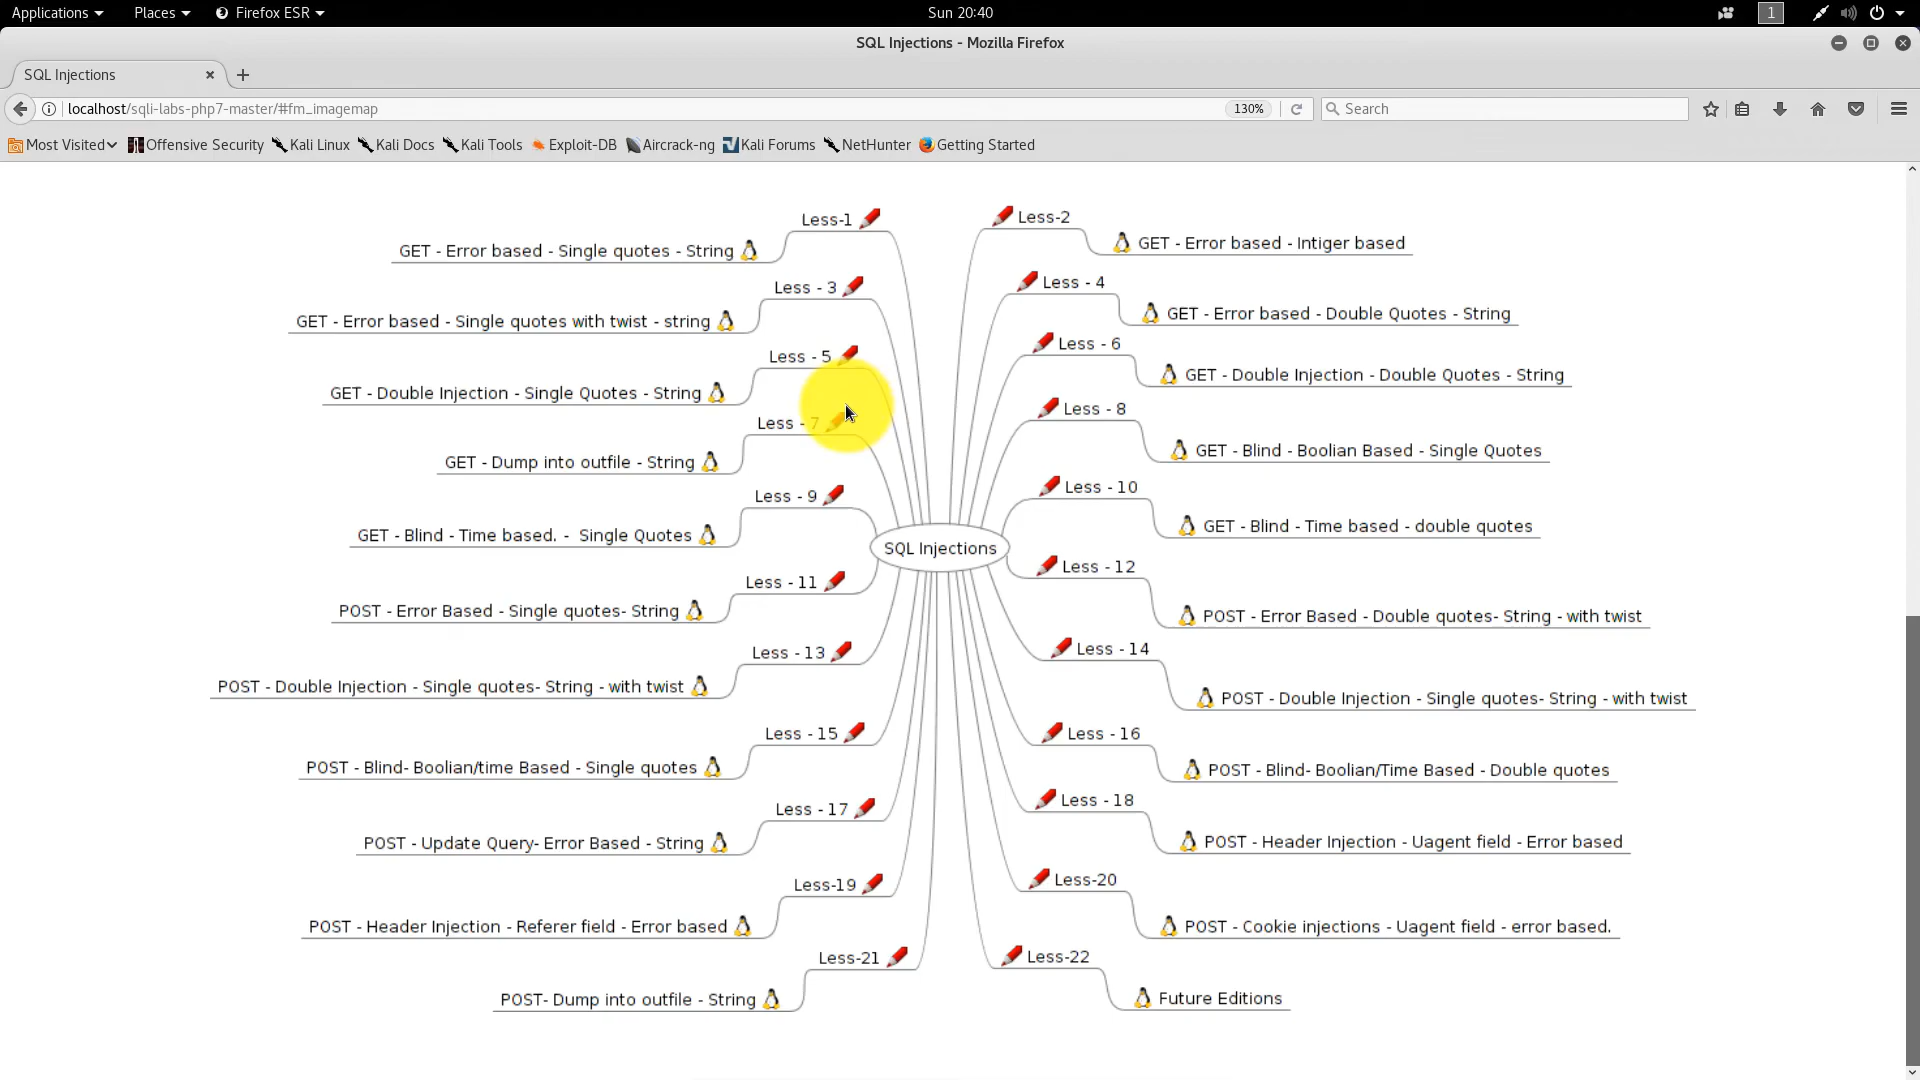 Applications Places Firefox ESR Sun 20:40 1
SQL Injections - Mozilla Firefox
SQL Injections
localhost/sqli-labs-php7-master/#fm_imagemap 130% Search
Most Visited Offensive Security Kali Linux Kali Docs Kali Tools Exploit-DB Aircrack-ng Kali Forums NetHunter Getting Started
Less-1
GET - Error based - Single quotes - String
Less - 3
GET - Error based - Single quotes with twist - string
Less - 5
GET - Double Injection - Single Quotes - String
Less - 7
GET - Dump into outfile - String
Less - 9
GET - Blind - Time based. - Single Quotes
Less - 11
POST - Error Based - Single quotes- String
Less - 13
POST - Double Injection - Single quotes- String - with twist
Less - 15
POST - Blind- Boolian/time Based - Single quotes
Less - 17
POST - Update Query- Error Based - String
Less-19
POST - Header Injection - Referer field - Error based
Less-21
POST- Dump into outfile - String
SQL Injections
Less-2
GET - Error based - Intiger based
Less - 4
GET - Error based - Double Quotes - String
Less - 6
GET - Double Injection - Double Quotes - String
Less - 8
GET - Blind - Boolian Based - Single Quotes
Less - 10
GET - Blind - Time based - double quotes
Less - 12
POST - Error Based - Double quotes- String - with twist
Less - 14
POST - Double Injection - Single quotes- String - with twist
Less - 16
POST - Blind- Boolian/Time Based - Double quotes
Less - 18
POST - Header Injection - Uagent field - Error based
Less-20
POST - Cookie injections - Uagent field - error based.
Less-22
Future Editions